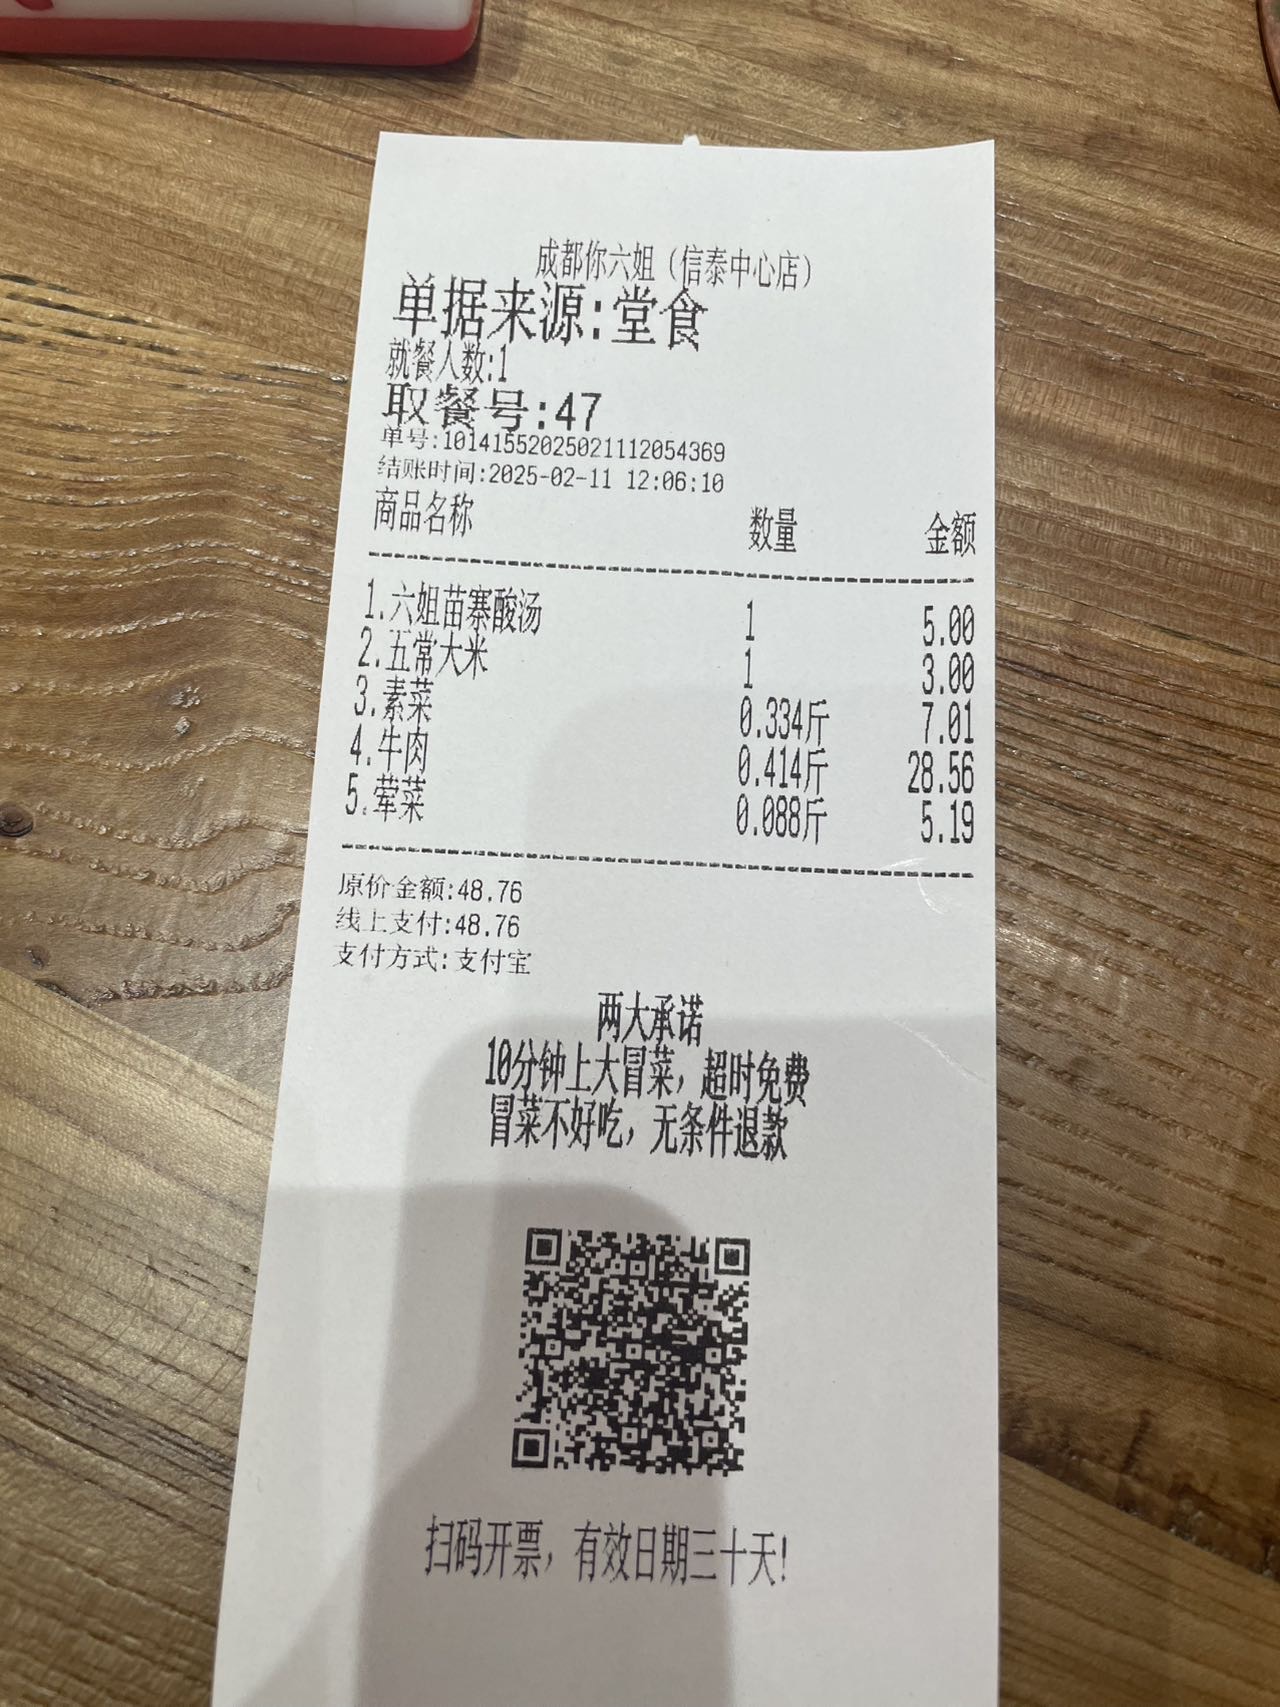 成都你六姐（信泰中心店）
单据来源:堂食
就餐人数:1
取餐号:47
单号:101415520250211112054369
结账时间:2025-02-11 12:06:10
商品名称 数量 金额
1.六姐苗寨酸汤 1 5.00
2.五常大米 1 3.00
3.素菜 0.334斤 7.01
4.牛肉 0.414斤 28.56
5.荤菜 0.088斤 5.19
原价金额:48.76
线上支付:48.76
支付方式:支付宝
两大承诺
10分钟上大冒菜，超时免费
冒菜不好吃，无条件退款
扫码开票，有效日期三十天!